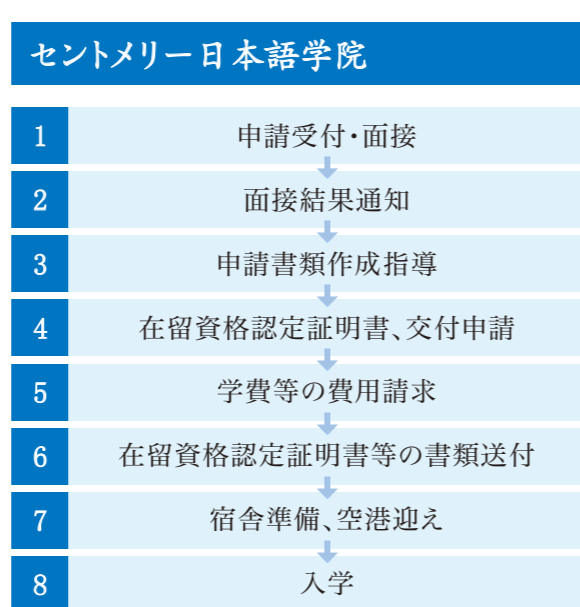 セントメリー日本語学院
1 申請受付・面接
2 面接結果通知
3 申請書類作成指導
4 在留資格認定証明書、交付申請
5 学費等の費用請求
6 在留資格認定証明書等の書類送付
7 宿舎準備、空港迎え
8 入学